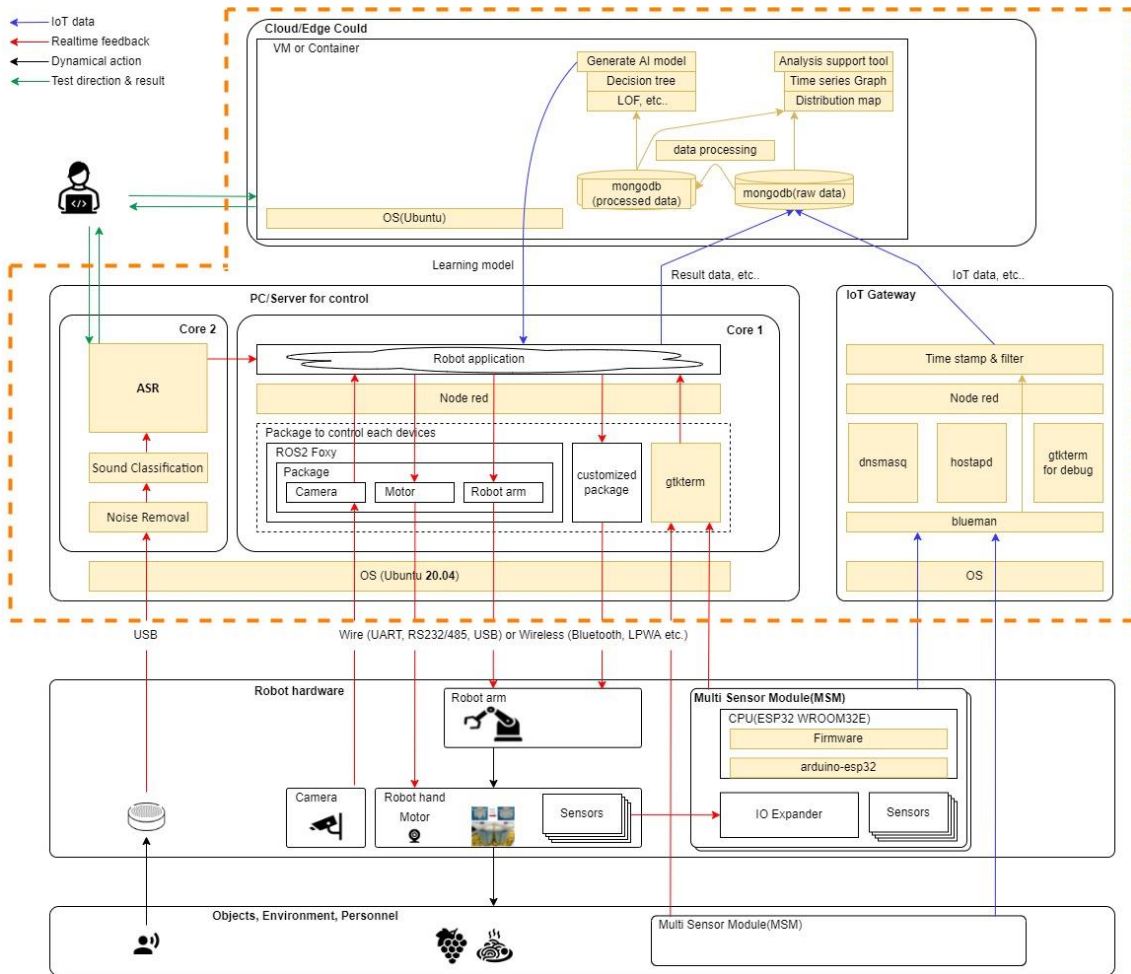 IoT data
Realtime feedback
Dynamical action
Test direction & result
Cloud/Edge Could
VM or Container
Generate AI model
Decision tree
LOF, etc..
Analysis support tool
Time series Graph
Distribution map
data processing
mongodb
(processed data)
mongodb(raw data)
OS(Ubuntu)
Learning model
Result data, etc..
IoT data, etc..
PC/Server for control
Core 2
ASR
Sound Classification
Noise Removal
Core 1
Robot application
Node red
Package to control each devices
ROS2 Foxy
Package
Camera
Motor
Robot arm
customized
package
gtkterm
OS (Ubuntu 20.04)
IoT Gateway
Time stamp & filter
Node red
dnsmasq
hostapd
gtkterm
for debug
blueman
OS
USB
Wire (UART, RS232/485, USB) or Wireless (Bluetooth, LPWA etc.)
Robot hardware
Robot arm
Camera
Robot hand
Motor
Sensors
Multi Sensor Module(MSM)
CPU(ESP32 WROOM32E)
Firmware
arduino-esp32
IO Expander
Sensors
Objects, Environment, Personnel
Multi Sensor Module(MSM)